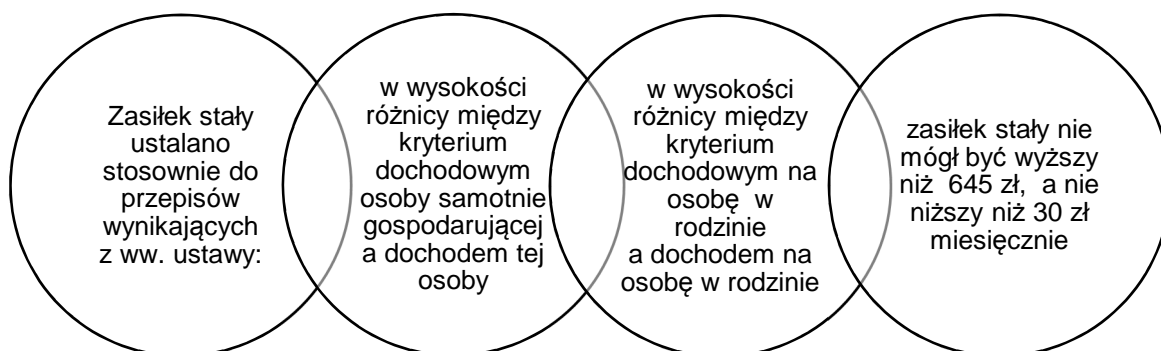 Zasiłek stały
ustalano
stosownie do
przepisów
wynikających
z ww. ustawy:
w wysokości
różnicy między
kryterium
dochodowym
osoby samotnie
gospodarującej
a dochodem tej
osoby
w wysokości
różnicy między
kryterium
dochodowym na
osobę w
rodzinie
a dochodem na
osobę w rodzinie
zasiłek stały nie
mógł być wyższy
niż 645 zł, a nie
niższy niż 30 zł
miesięcznie